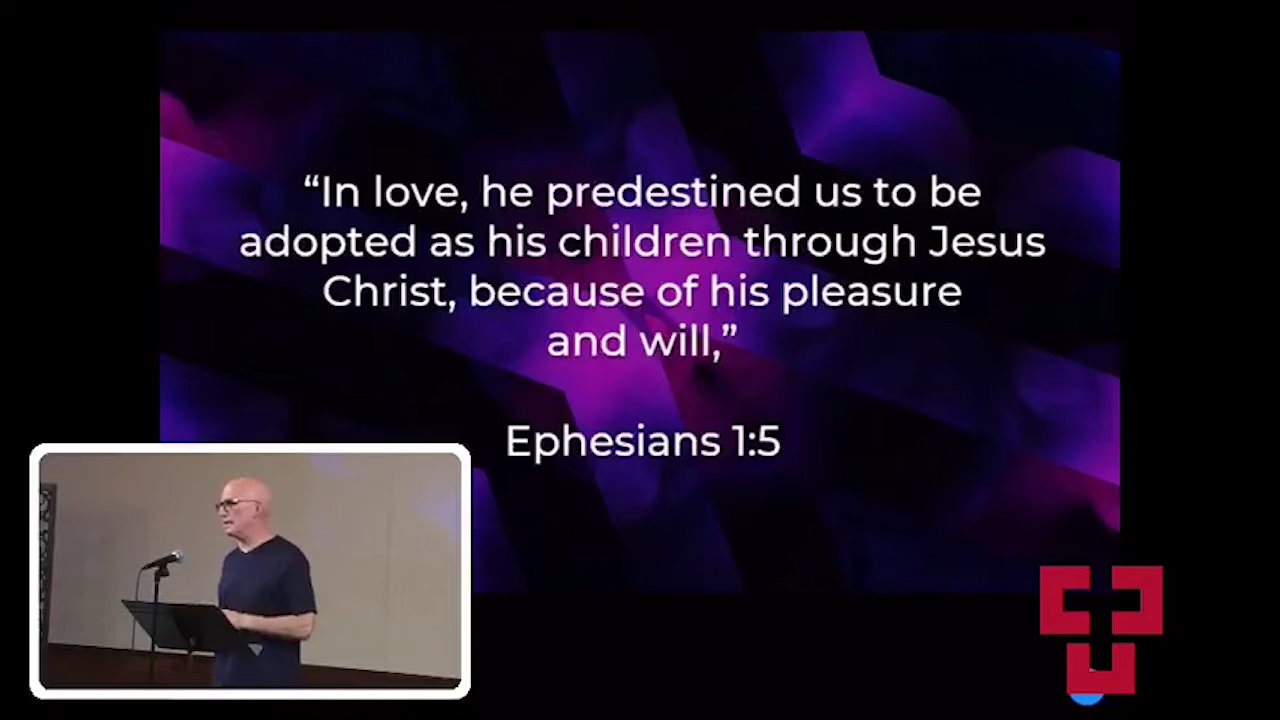 “In love, he predestined us to be
adopted as his children through Jesus
Christ, because of his pleasure
and will,”
Ephesians 1:5